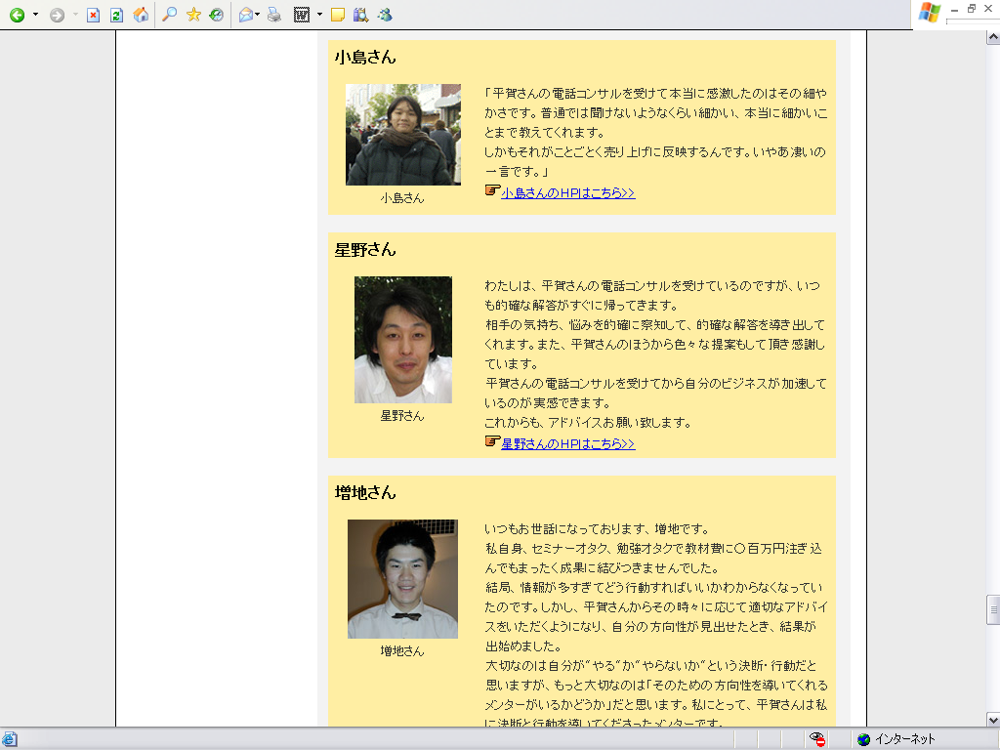 小島さん
「平賀さんの電話コンサルを受けて本当に感激したのはその細や
かさです。普通では聞けないようなくらい細かい、本当に細かいこ
とまで教えてくれます。
しかもそれがことごとく売り上げに反映するんです。いやあ凄いの
一言です。」
小島さんのHPはこちら>>
小島さん
星野さん
わたしは、平賀さんの電話コンサルを受けているのですが、いつ
も的確な解答がすぐに帰ってきます。
相手の気持ち、悩みを的確に察知して、的確な解答を導き出して
くれます。また、平賀さんのほうから色々な提案もして頂き感謝し
ています。
平賀さんの電話コンサルを受けてから自分のビジネスが加速して
いるのが実感できます。
これからも、アドバイスお願い致します。
星野さんのHPはこちら>>
星野さん
増地さん
いつもお世話になっております、増地です。
私自身、セミナーオタク、勉強オタクで教材費に〇百万円注ぎ込
んでもまったく成果に結びつきませんでした。
結局、情報が多すぎてどう行動すればいいかわからなくなってい
たのです。しかし、平賀さんからその時々に応じて適切なアドバイ
スをいただくようになり、自分の方向性が見出せたとき、結果が
出始めました。
大切なのは自分が“やる”か“やらないか”という決断・行動だと
思いますが、もっと大切なのは「そのための方向性を導いてくれる
メンターがいるかどうか」だと思います。私にとって、平賀さんは私
に決断と行動を導いてくださったメンターです。
増地さん
インターネット